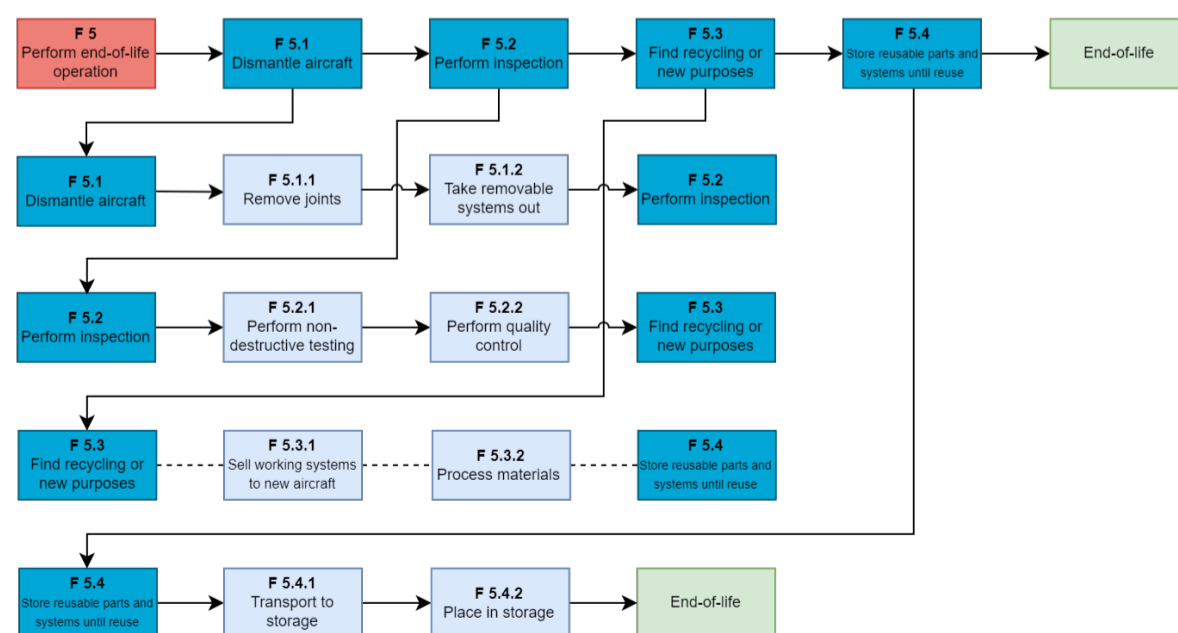 F 5
Perform end-of-life
operation
F 5.1
Dismantle aircraft
F 5.2
Perform inspection
F 5.3
Find recycling or
new purposes
F 5.4
Store reusable parts and
systems until reuse
End-of-life
F 5.1
Dismantle aircraft
F 5.1.1
Remove joints
F 5.1.2
Take removable
systems out
F 5.2
Perform inspection
F 5.2
Perform inspection
F 5.2.1
Perform non-
destructive testing
F 5.2.2
Perform quality
control
F 5.3
Find recycling or
new purposes
F 5.3
Find recycling or
new purposes
F 5.3.1
Sell working systems
to new aircraft
F 5.3.2
Process materials
F 5.4
Store reusable parts and
systems until reuse
F 5.4
Store reusable parts and
systems until reuse
F 5.4.1
Transport to
storage
F 5.4.2
Place in storage
End-of-life